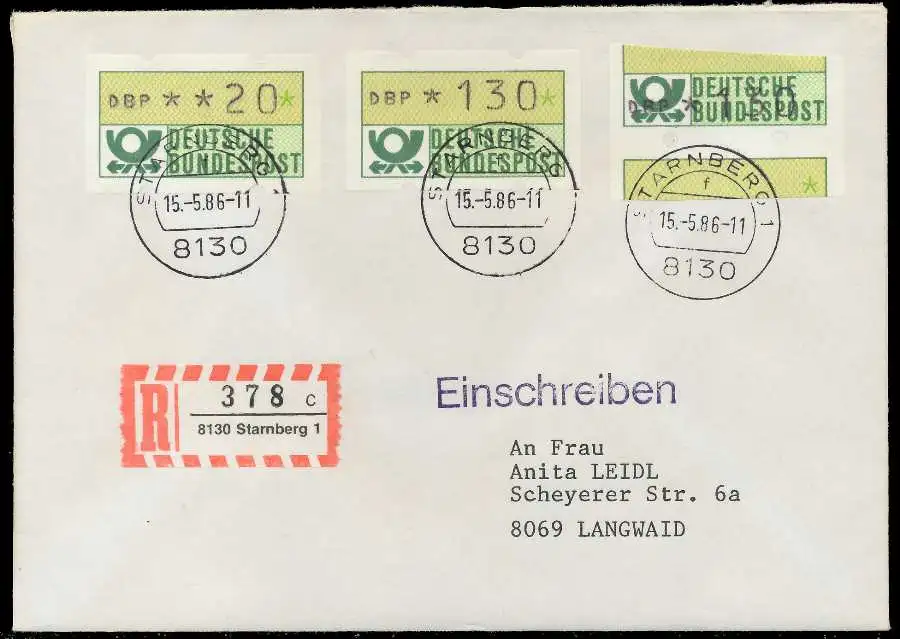 DBP **20*
DEUTSCHE
BUNDESPOST
DBP *130*
DEUTSCHE
BUNDESPOST
DEUTSCHE
BUNDESPOST
DBP *
*
STARNBERG
15.-5.86-11
8130
STARNBERG
f
15.-5.86-11
8130
STARNBERG 1
f
15.-5.86-11
8130
R
378 c
8130 Starnberg 1
Einschreiben
An Frau
Anita LEIDL
Scheyerer Str. 6a
8069 LANGWAID